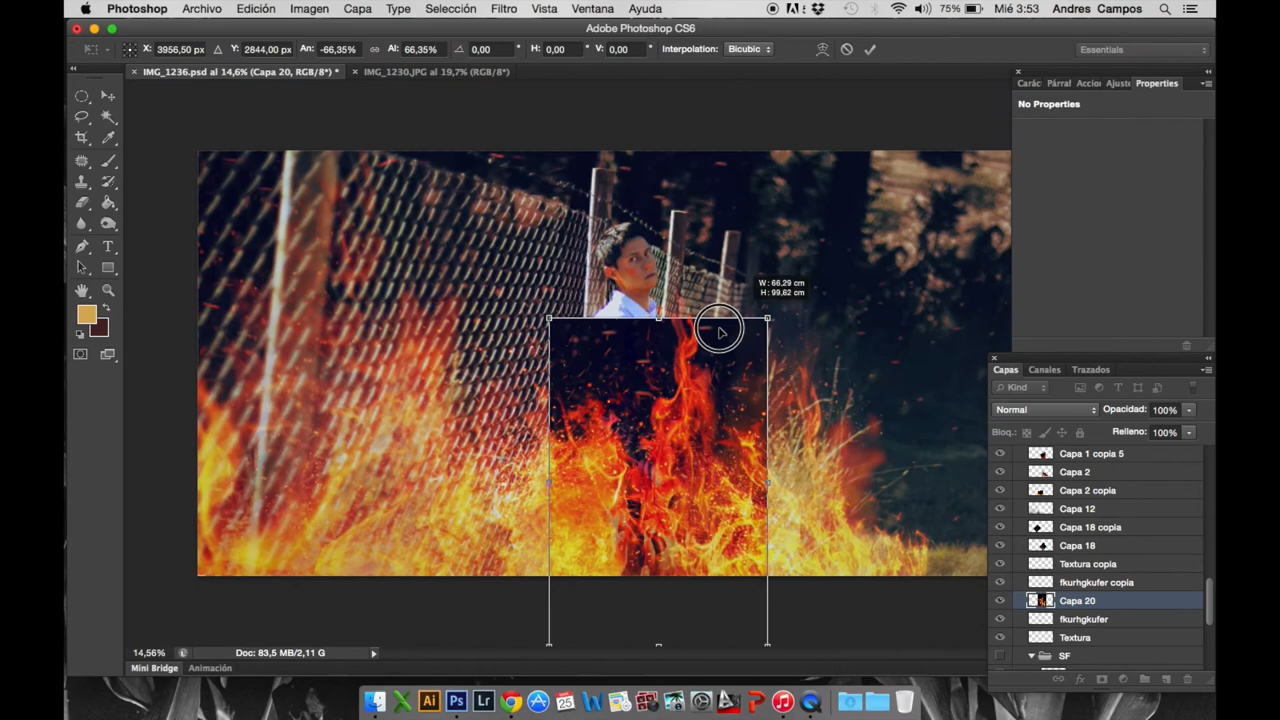 Photoshop Archivo Edición Imagen Capa Type Selección Filtro Vista Ventana Ayuda 75% Mié 3:53 Andres Campos
Adobe Photoshop CS6
X: 3956,50 px Y: 2844,00 px An: -66,35% Al: 66,35% 0,00 ° H: 0,00 ° V: 0,00 ° Interpolation: Bicubic Essentials
IMG_1236.psd al 14,6% (Capa 20, RGB/8*) * IMG_1230.JPG al 19,7% (RGB/8*)
Carác Párraf Accion Ajuste Properties
No Properties
W: 66,29 cm
H: 99,62 cm
Capas Canales Trazados
Kind
Normal Opacidad: 100%
Bloq.: Relleno: 100%
Capa 1 copia 5
Capa 2
Capa 2 copia
Capa 12
Capa 18 copia
Capa 18
Textura copia
fkurhgkufer copia
Capa 20
fkurhgkufer
Textura
SF
14,56% Doc: 83,5 MB/2,11 G
Mini Bridge Animación
Ai Ps Lr